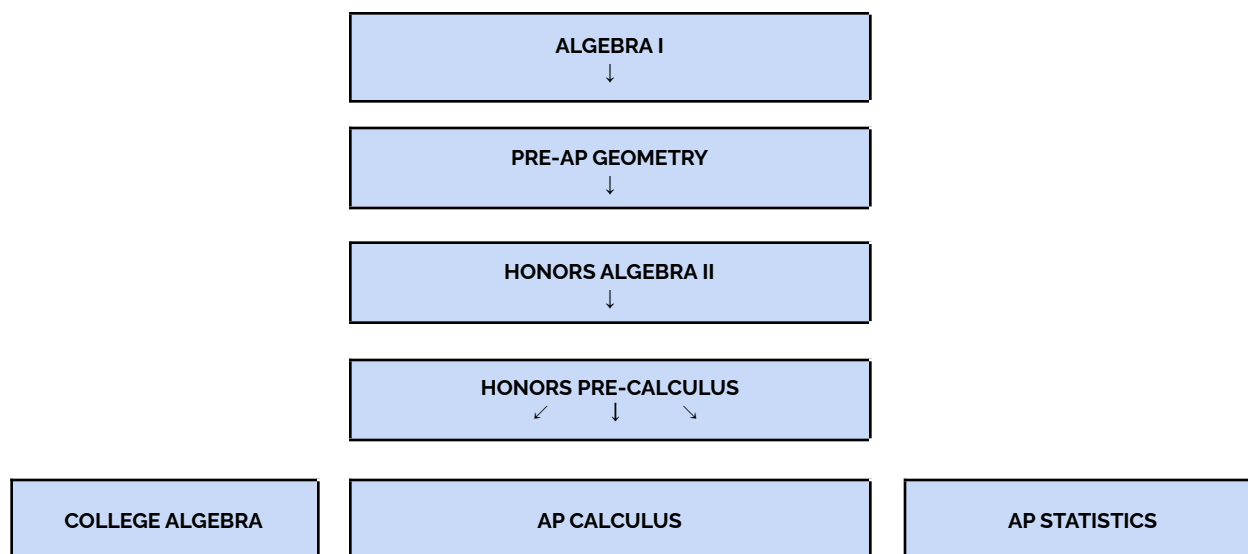 ALGEBRA I
↓
PRE-AP GEOMETRY
↓
HONORS ALGEBRA II
↓
HONORS PRE-CALCULUS
↙ ↓ ↘
COLLEGE ALGEBRA
AP CALCULUS
AP STATISTICS